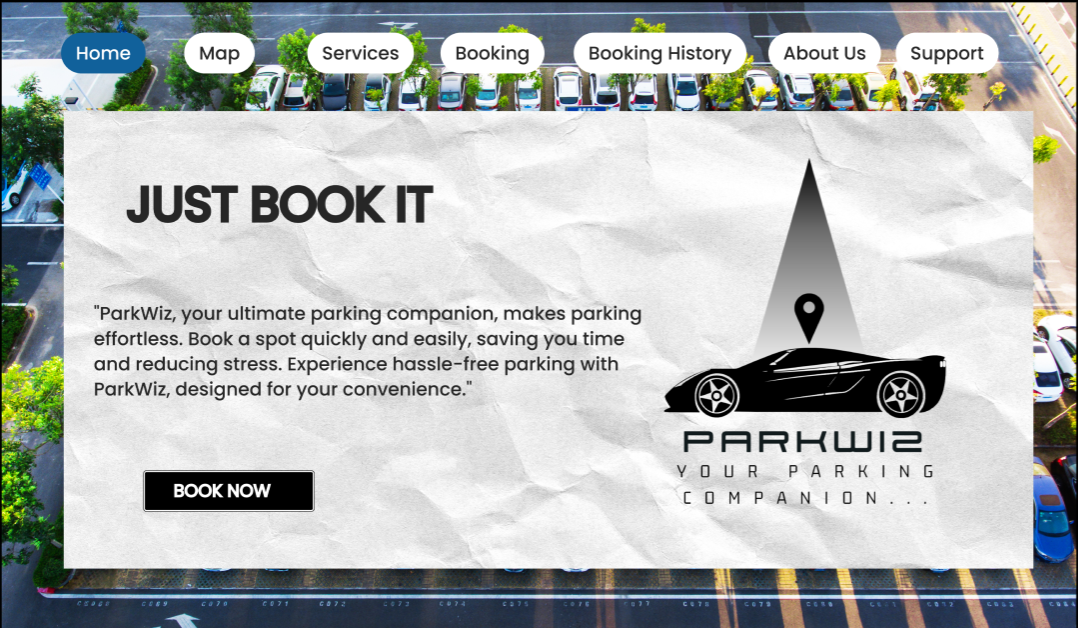 Home
Map
Services
Booking
Booking History
About Us
Support
JUST BOOK IT
"ParkWiz, your ultimate parking companion, makes parking
effortless. Book a spot quickly and easily, saving you time
and reducing stress. Experience hassle-free parking with
ParkWiz, designed for your convenience."
BOOK NOW
PARKWIZ
YOUR PARKING
COMPANION...